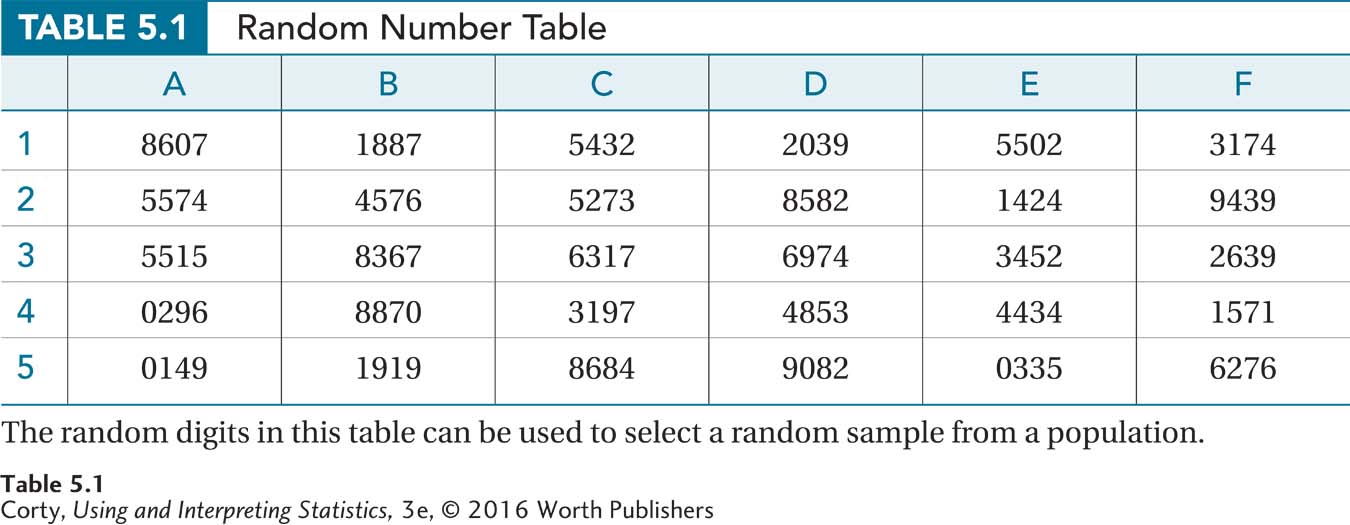 TABLE 5.1 Random Number Table
A B C D E F
1 8607 1887 5432 2039 5502 3174
2 5574 4576 5273 8582 1424 9439
3 5515 8367 6317 6974 3452 2639
4 0296 8870 3197 4853 4434 1571
5 0149 1919 8684 9082 0335 6276
The random digits in this table can be used to select a random sample from a population.
Table 5.1
Corty, Using and Interpreting Statistics, 3e, © 2016 Worth Publishers